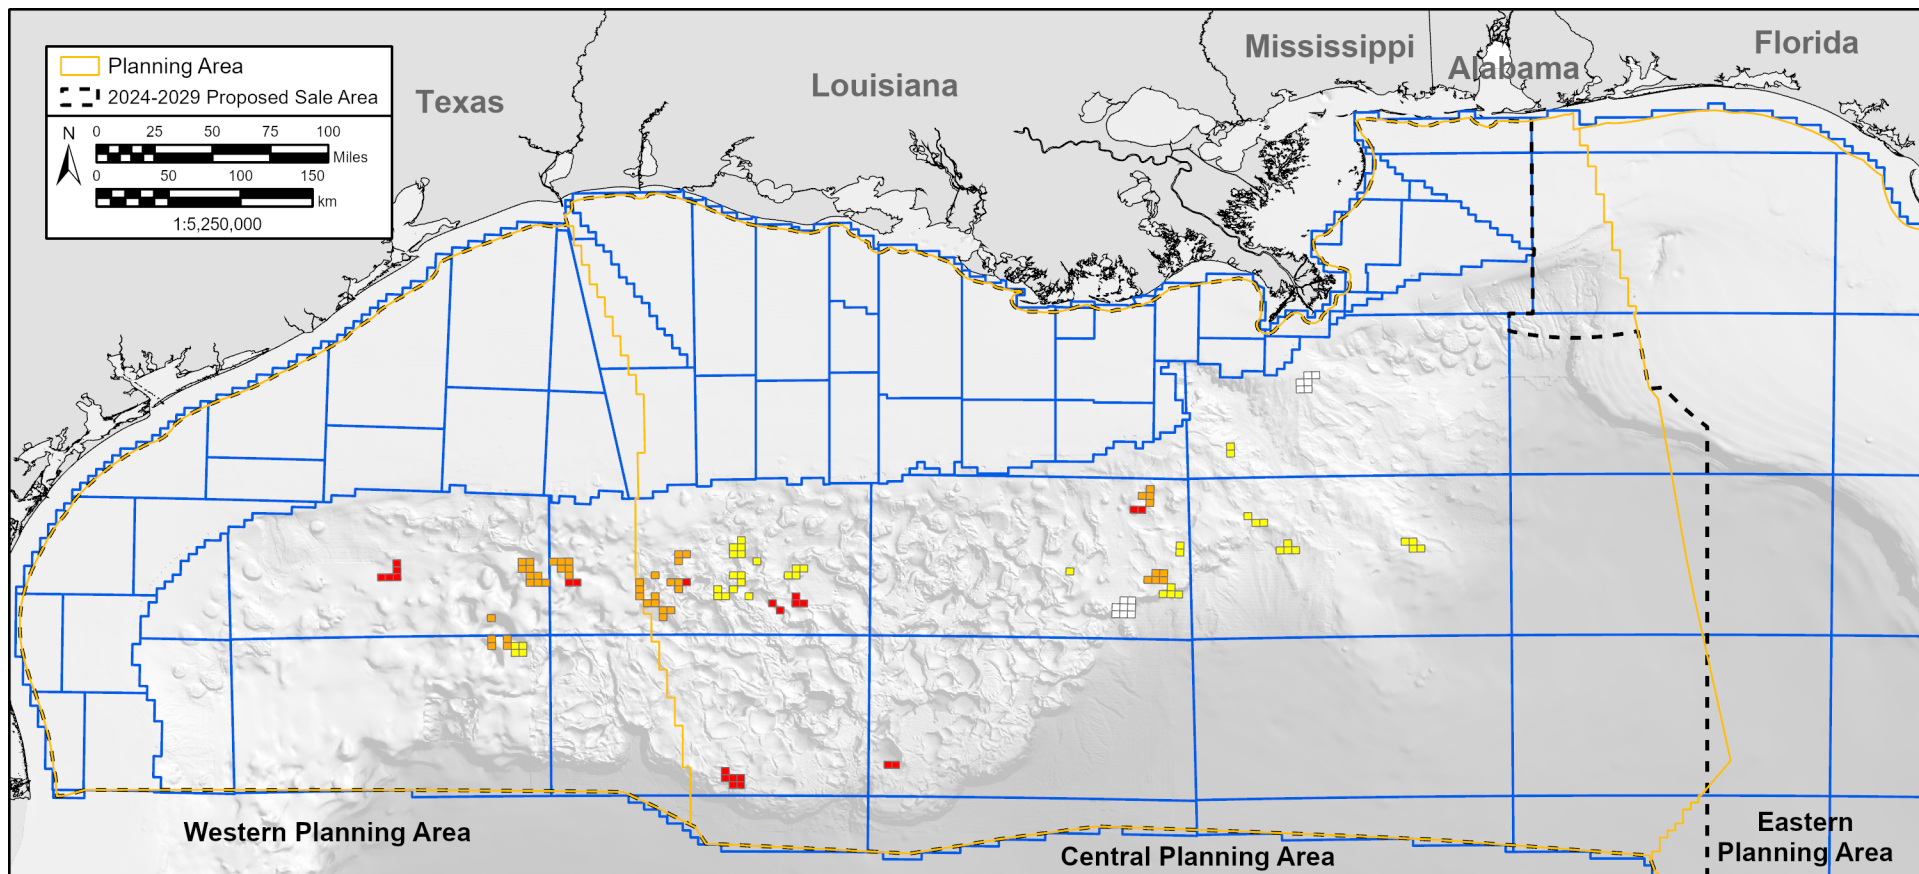 Planning Area
2024-2029 Proposed Sale Area
N
0 25 50 75 100
Miles
0 50 100 150
km
1:5,250,000
Texas
Louisiana
Mississippi
Alabama
Florida
Western Planning Area
Central Planning Area
Eastern
Planning Area